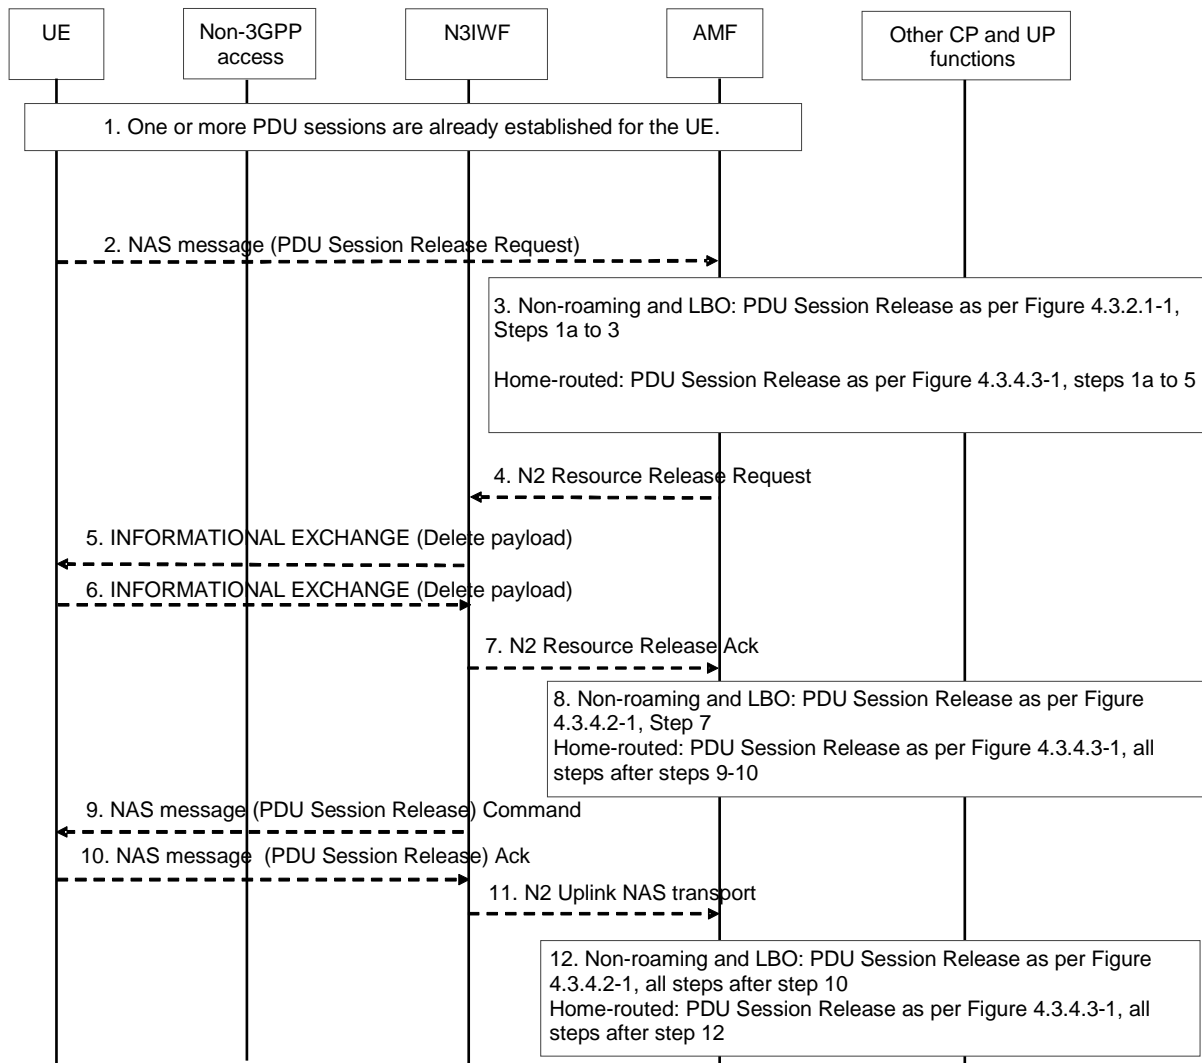 UE
Non-3GPP
access
N3IWF
AMF
Other CP and UP
functions
1. One or more PDU sessions are already established for the UE.
2. NAS message (PDU Session Release Request)
3. Non-roaming and LBO: PDU Session Release as per Figure 4.3.2.1-1,
Steps 1a to 3
Home-routed: PDU Session Release as per Figure 4.3.4.3-1, steps 1a to 5
4. N2 Resource Release Request
5. INFORMATIONAL EXCHANGE (Delete payload)
6. INFORMATIONAL EXCHANGE (Delete payload)
7. N2 Resource Release Ack
8. Non-roaming and LBO: PDU Session Release as per Figure
4.3.4.2-1, Step 7
Home-routed: PDU Session Release as per Figure 4.3.4.3-1, all
steps after steps 9-10
9. NAS message (PDU Session Release) Command
10. NAS message (PDU Session Release) Ack
11. N2 Uplink NAS transport
12. Non-roaming and LBO: PDU Session Release as per Figure
4.3.4.2-1, all steps after step 10
Home-routed: PDU Session Release as per Figure 4.3.4.3-1, all
steps after step 12